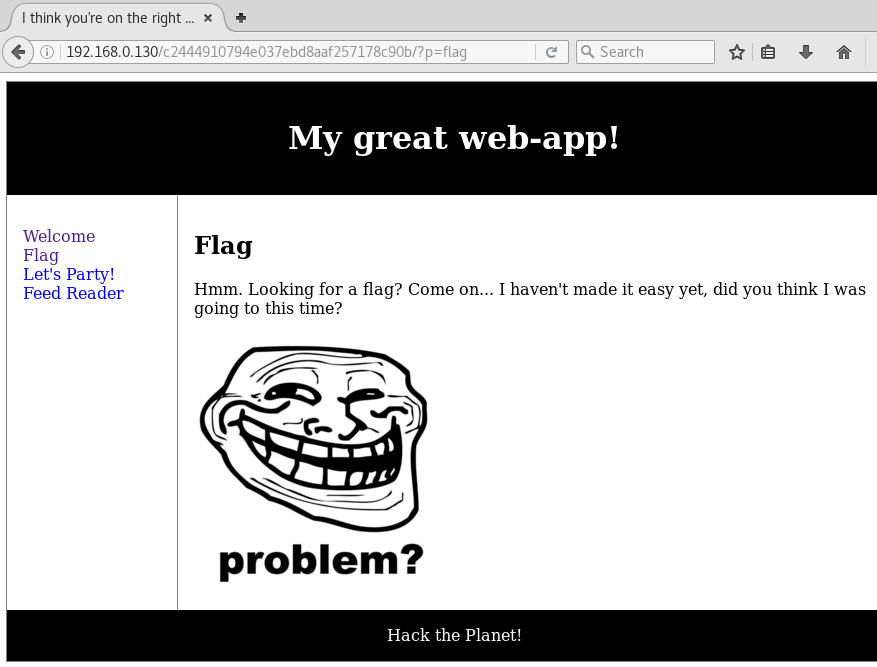 I think you're on the right ...
192.168.0.130/c2444910794e037ebd8aaf257178c90b/?p=flag
Search
My great web-app!
Welcome
Flag
Let's Party!
Feed Reader
Flag
Hmm. Looking for a flag? Come on... I haven't made it easy yet, did you think I was
going to this time?
problem?
Hack the Planet!